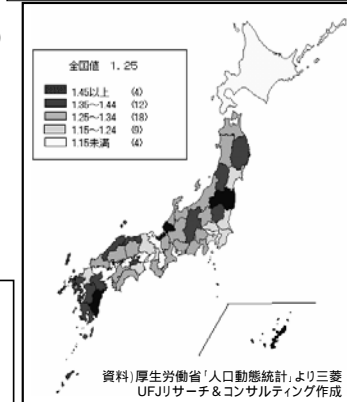 全国値 1.25
1.45以上 (4)
1.35～1.44 (12)
1.25～1.34 (18)
1.15～1.24 (9)
1.15未満 (4)
資料)厚生労働省「人口動態統計」より三菱
UFJリサーチ&コンサルティング作成